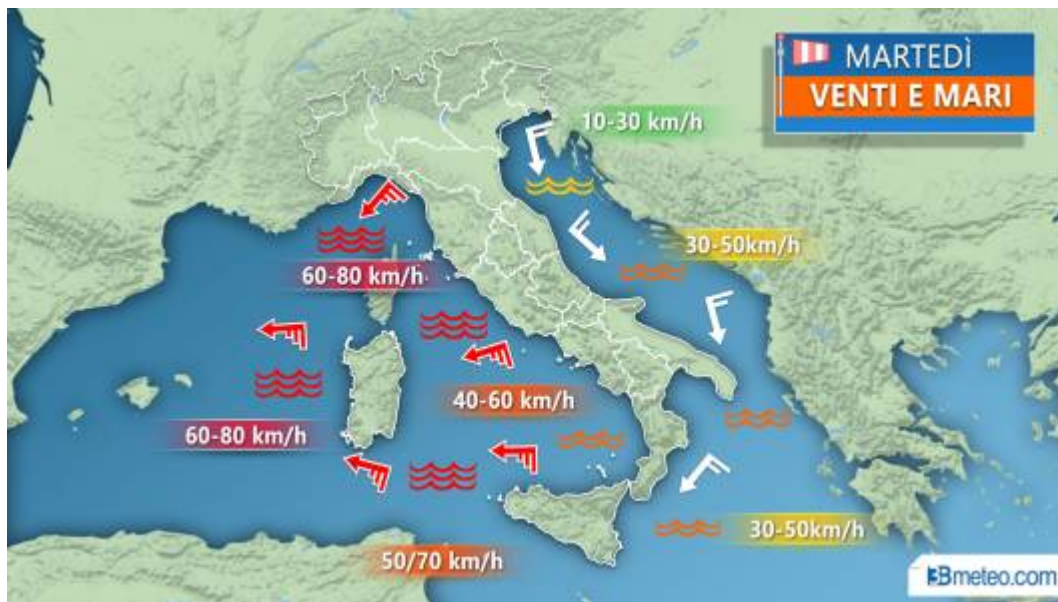 MARTEDÌ
VENTI E MARI
10-30 km/h
30-50km/h
60-80 km/h
40-60 km/h
60-80 km/h
30-50km/h
50/70 km/h
3Bmeteo.com